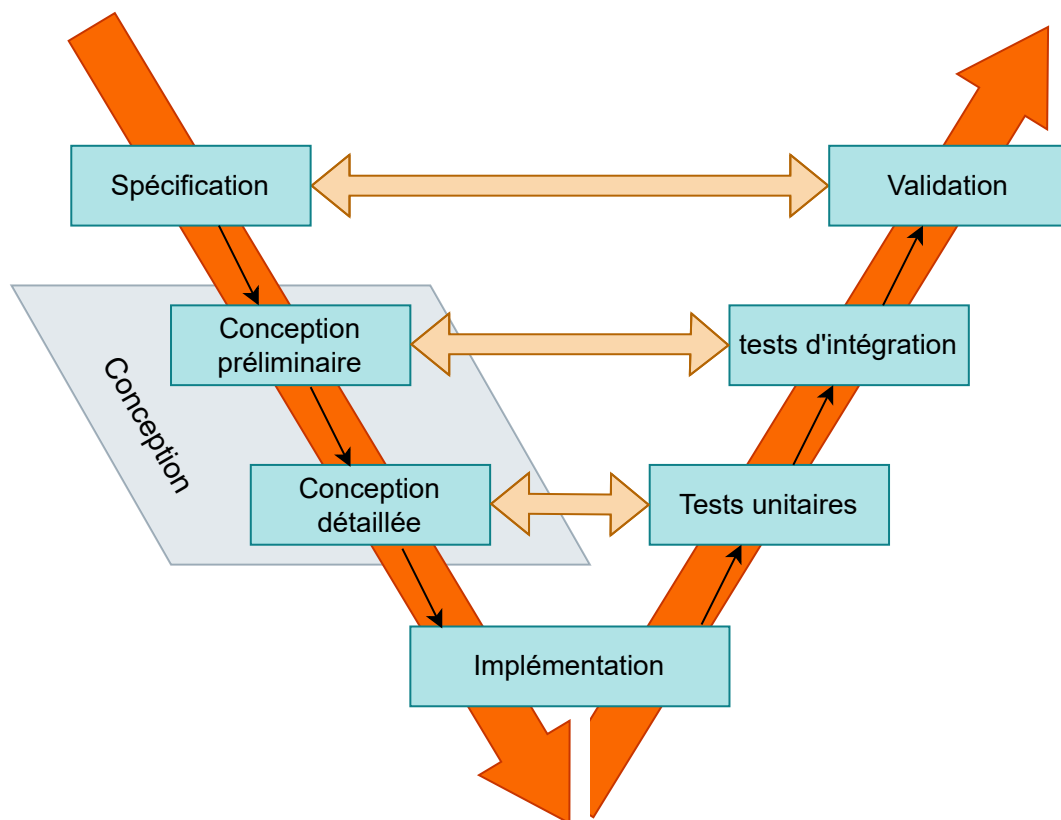 Spécification
Validation
Conception
préliminaire
tests d'intégration
Conception
Conception
détaillée
Tests unitaires
Implémentation